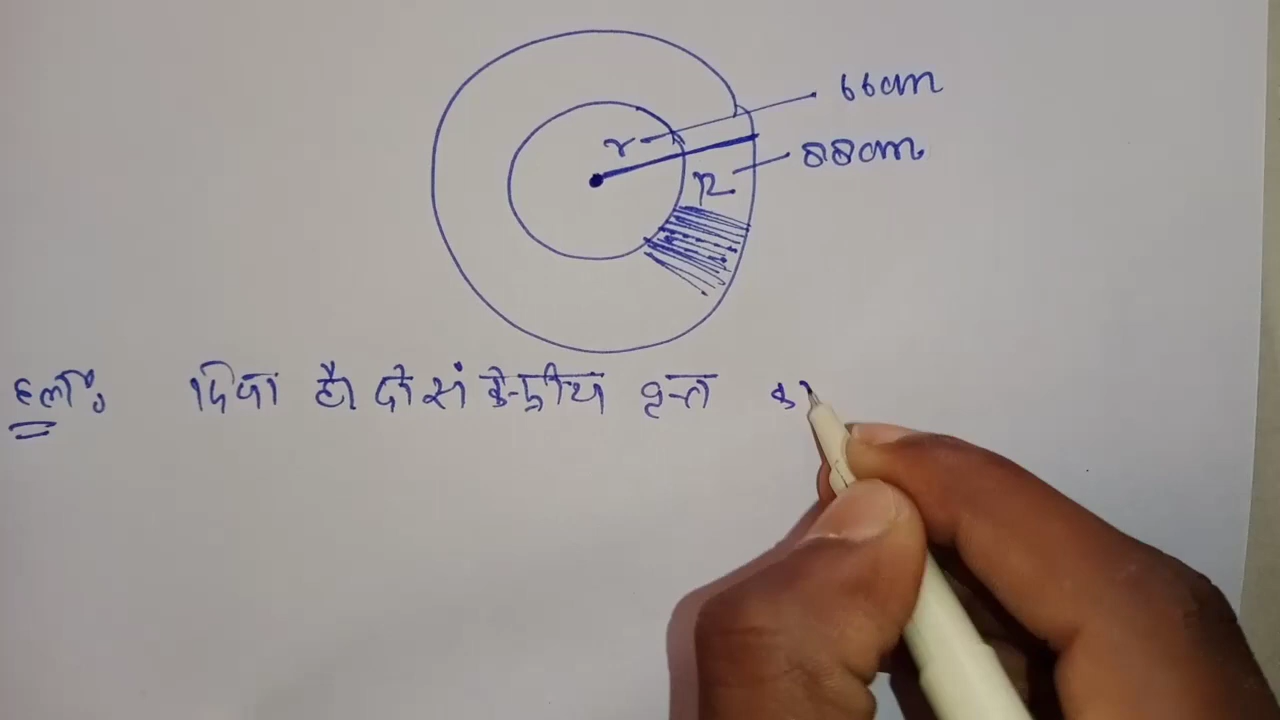 66cm
r
88cm
R
हलः
दिया है दो संकेन्द्रीय वृत्त क